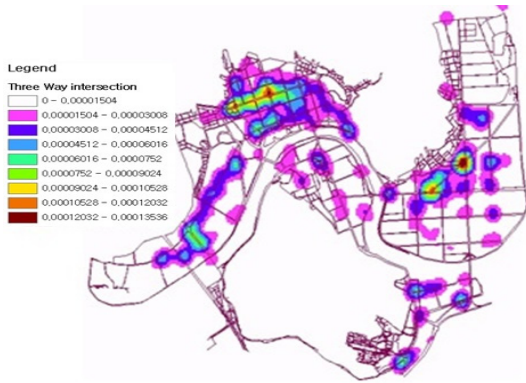 Legend
Three Way intersection
0 - 0,00001504
0,00001504 - 0,00003008
0,00003008 - 0,00004512
0,00004512 - 0,00006016
0,00006016 - 0,0000752
0,0000752 - 0,00009024
0,00009024 - 0,00010528
0,00010528 - 0,00012032
0,00012032 - 0,00013536